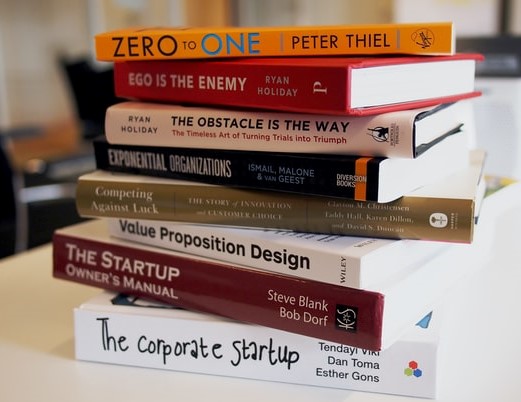 ZERO TO ONE | PETER THIEL
EGO IS THE ENEMY RYAN HOLIDAY P
RYAN HOLIDAY THE OBSTACLE IS THE WAY
The Timeless Art of Turning Trials into Triumph
EXPONENTIAL ORGANIZATIONS ISMAIL, MALONE & VAN GEEST DIVERSION BOOKS
Competing Against Luck THE STORY of INNOVATION and CUSTOMER CHOICE Clayton M. Christensen
Taddy Hall, Karen Dillon,
and David S. Duncan
Value Proposition Design WILEY
THE STARTUP
OWNER'S MANUAL
Steve Blank
Bob Dorf
The corporate startup
Tendayi Viki
Dan Toma
Esther Gons